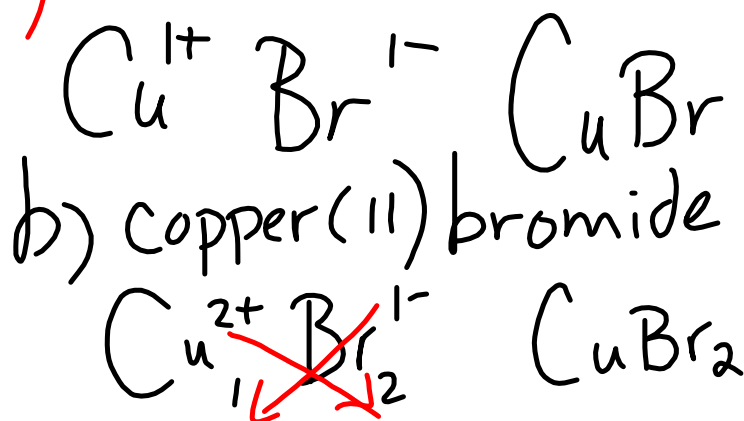 Cu¹⁺ Br¹⁻ CuBr
b) copper(II) bromide
Cu²⁺ Br¹⁻ CuBr₂
1 2